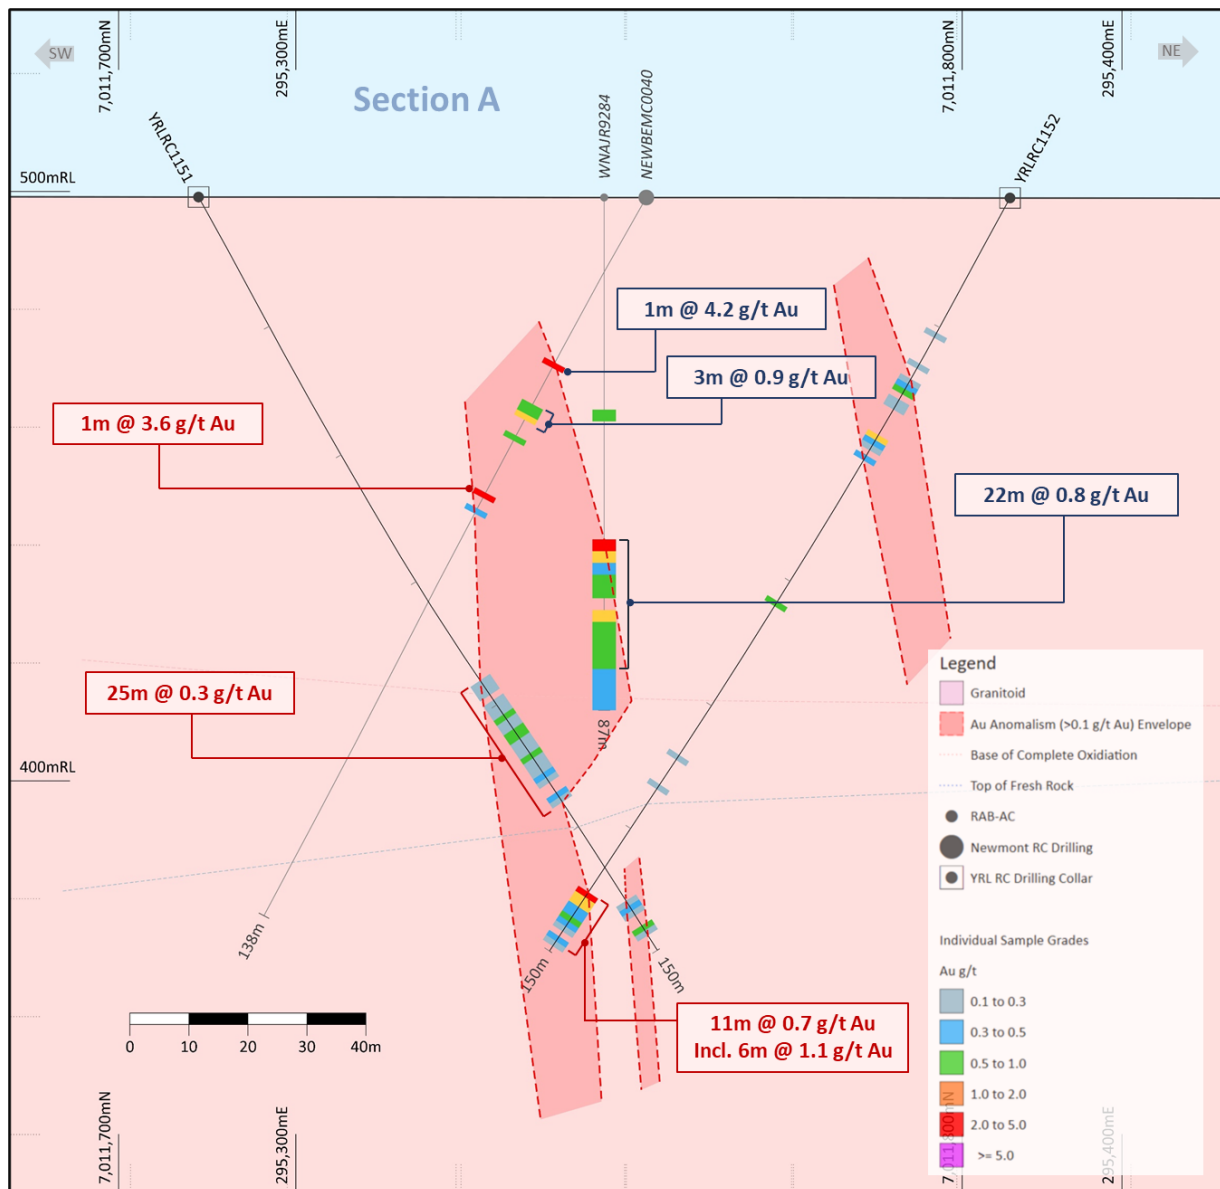 7,011,700mN
295,300mE
7,011,800mN
295,400mE
SW
NE
Section A
YRLRC1151
WNAIR9284
NEWBEMC0040
YRLRC1152
500mRL
1m @ 4.2 g/t Au
3m @ 0.9 g/t Au
1m @ 3.6 g/t Au
22m @ 0.8 g/t Au
25m @ 0.3 g/t Au
87m
400mRL
138m
150m
150m
11m @ 0.7 g/t Au
Incl. 6m @ 1.1 g/t Au
0 10 20 30 40m
Legend
Granitoid
Au Anomalism (>0.1 g/t Au) Envelope
Base of Complete Oxidiation
Top of Fresh Rock
RAB-AC
Newmont RC Drilling
YRL RC Drilling Collar
Individual Sample Grades
Au g/t
0.1 to 0.3
0.3 to 0.5
0.5 to 1.0
1.0 to 2.0
2.0 to 5.0
>= 5.0
7,011,700mN
295,300mE
7,011,800mN
295,400mE